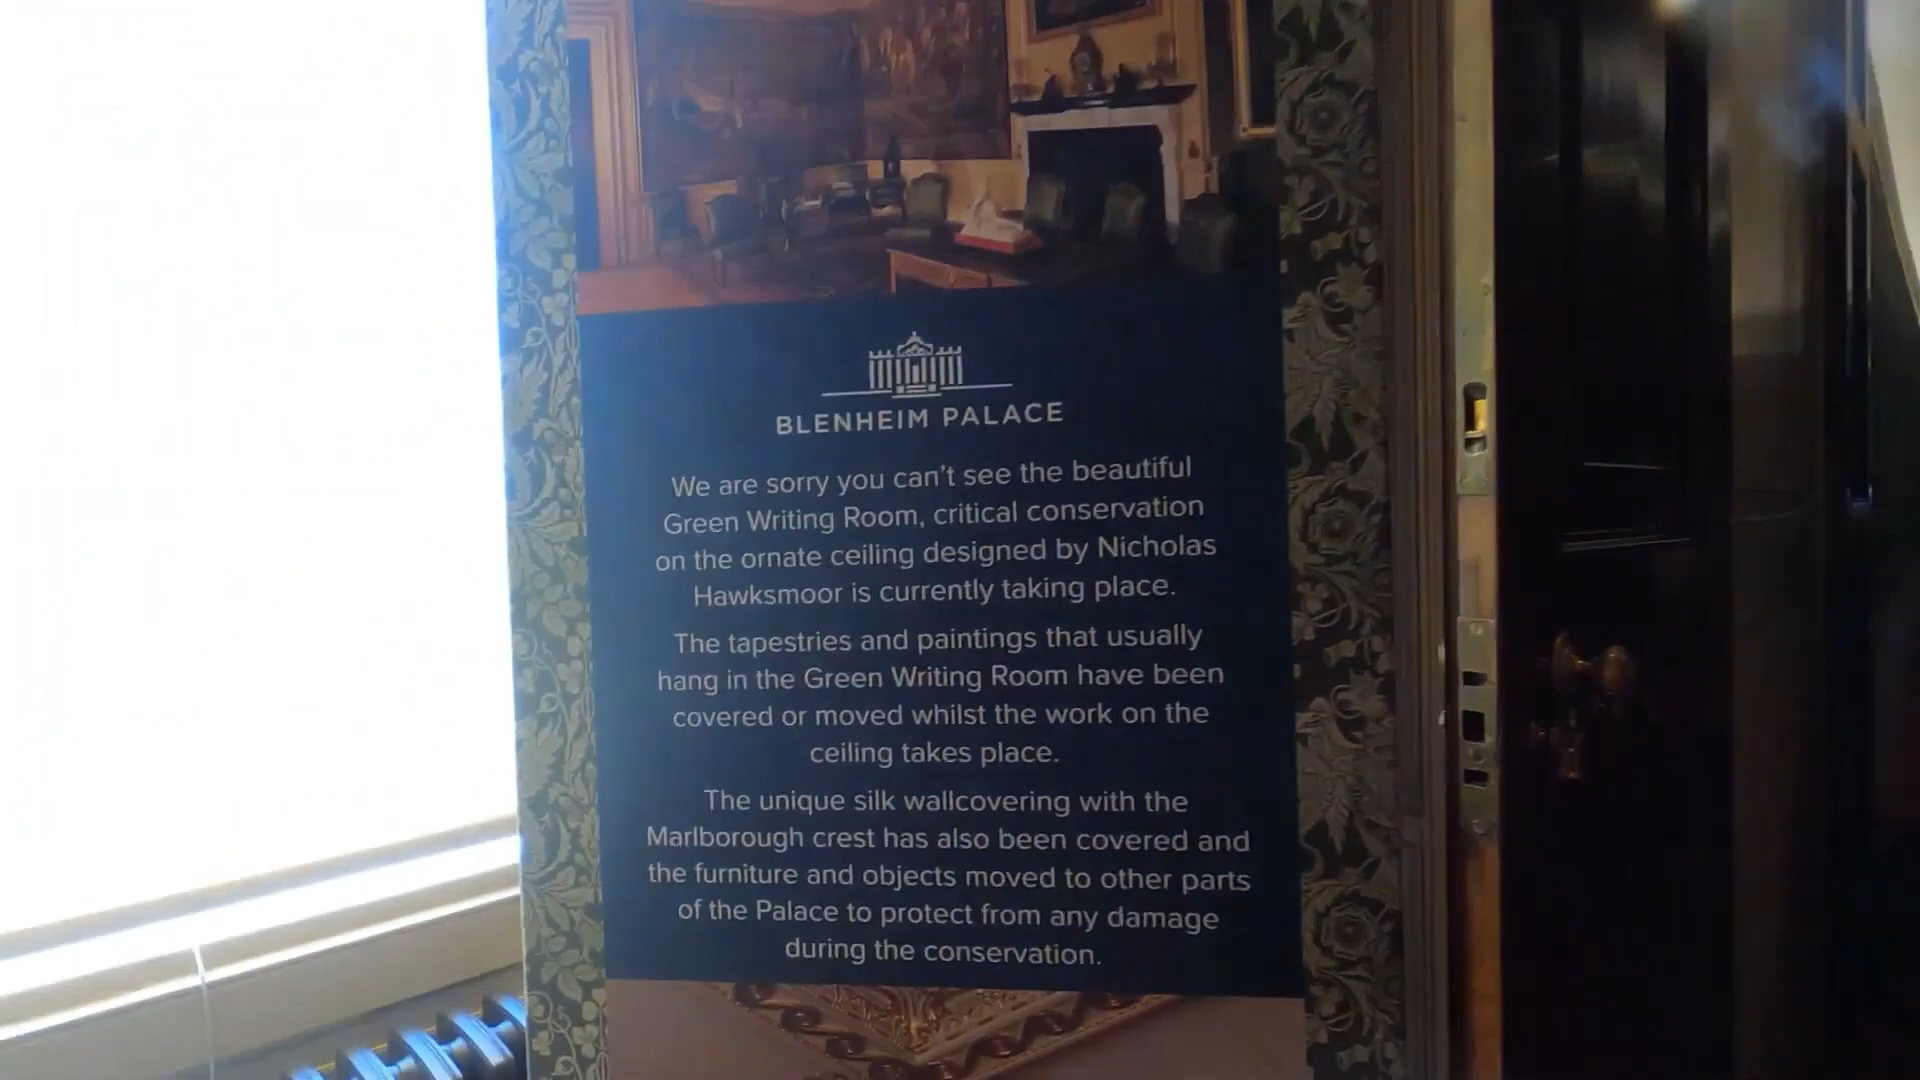 BLENHEIM PALACE
We are sorry you can't see the beautiful
Green Writing Room, critical conservation
on the ornate ceiling designed by Nicholas
Hawksmoor is currently taking place.
The tapestries and paintings that usually
hang in the Green Writing Room have been
covered or moved whilst the work on the
ceiling takes place.
The unique silk wallcovering with the
Marlborough crest has also been covered and
the furniture and objects moved to other parts
of the Palace to protect from any damage
during the conservation.